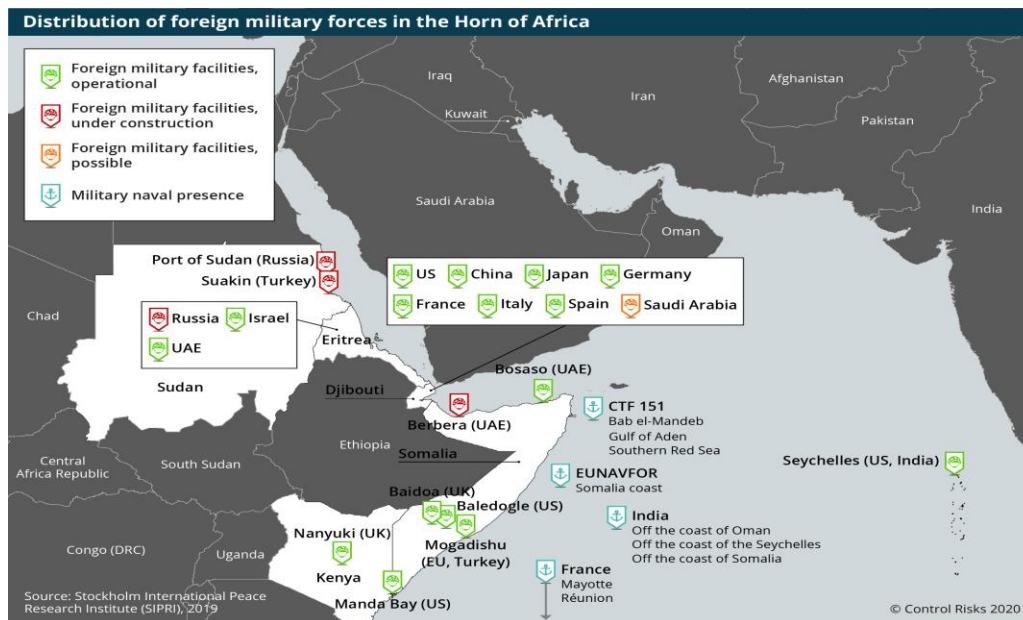 Distribution of foreign military forces in the Horn of Africa
Foreign military facilities,
operational
Foreign military facilities,
under construction
Foreign military facilities,
possible
Military naval presence
Iraq
Iran
Afghanistan
Kuwait
Pakistan
Saudi Arabia
India
Oman
Port of Sudan (Russia)
Suakin (Turkey)
US
China
Japan
Germany
France
Italy
Spain
Saudi Arabia
Chad
Russia
Israel
UAE
Eritrea
Sudan
Djibouti
Bosaso (UAE)
Berbera (UAE)
CTF 151
Bab el-Mandeb
Gulf of Aden
Southern Red Sea
Ethiopia
Somalia
Central
Africa Republic
South Sudan
Seychelles (US, India)
EUNAVFOR
Somalia coast
Baidoa (UK)
Baledogle (US)
India
Off the coast of Oman
Off the coast of the Seychelles
Off the coast of Somalia
Nanyuki (UK)
Mogadishu
(EU, Turkey)
Congo (DRC)
Uganda
Kenya
France
Mayotte
Réunion
Manda Bay (US)
Source: Stockholm International Peace
Research Institute (SIPRI), 2019
© Control Risks 2020